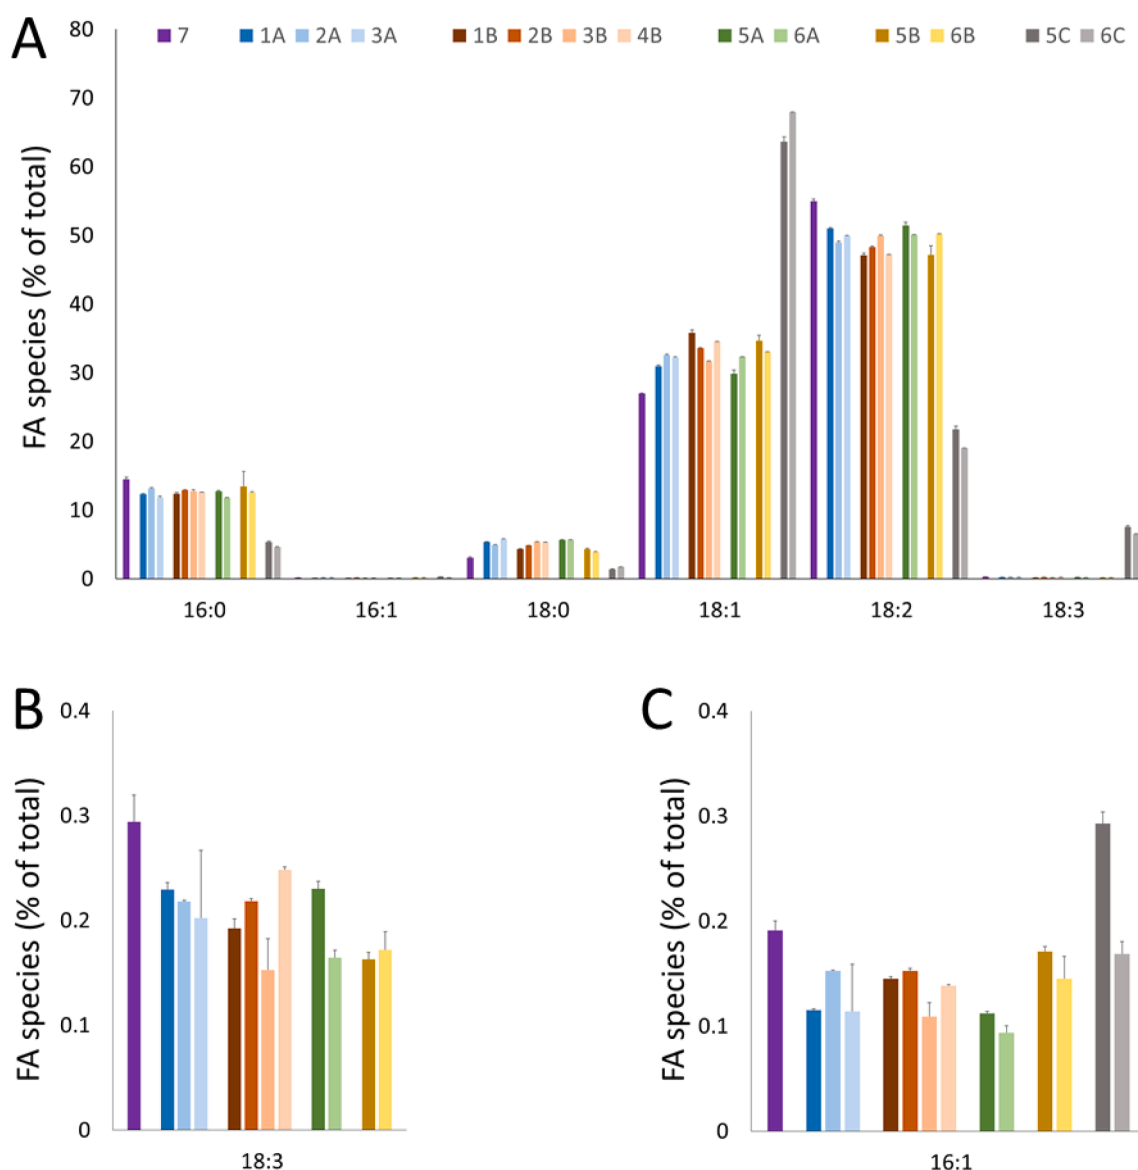 A
7 1A 2A 3A 1B 2B 3B 4B 5A 6A 5B 6B 5C 6C
FA species (% of total)
80
70
60
50
40
30
20
10
0
16:0 16:1 18:0 18:1 18:2 18:3
B
FA species (% of total)
0.4
0.3
0.2
0.1
0
18:3
C
FA species (% of total)
0.4
0.3
0.2
0.1
0
16:1